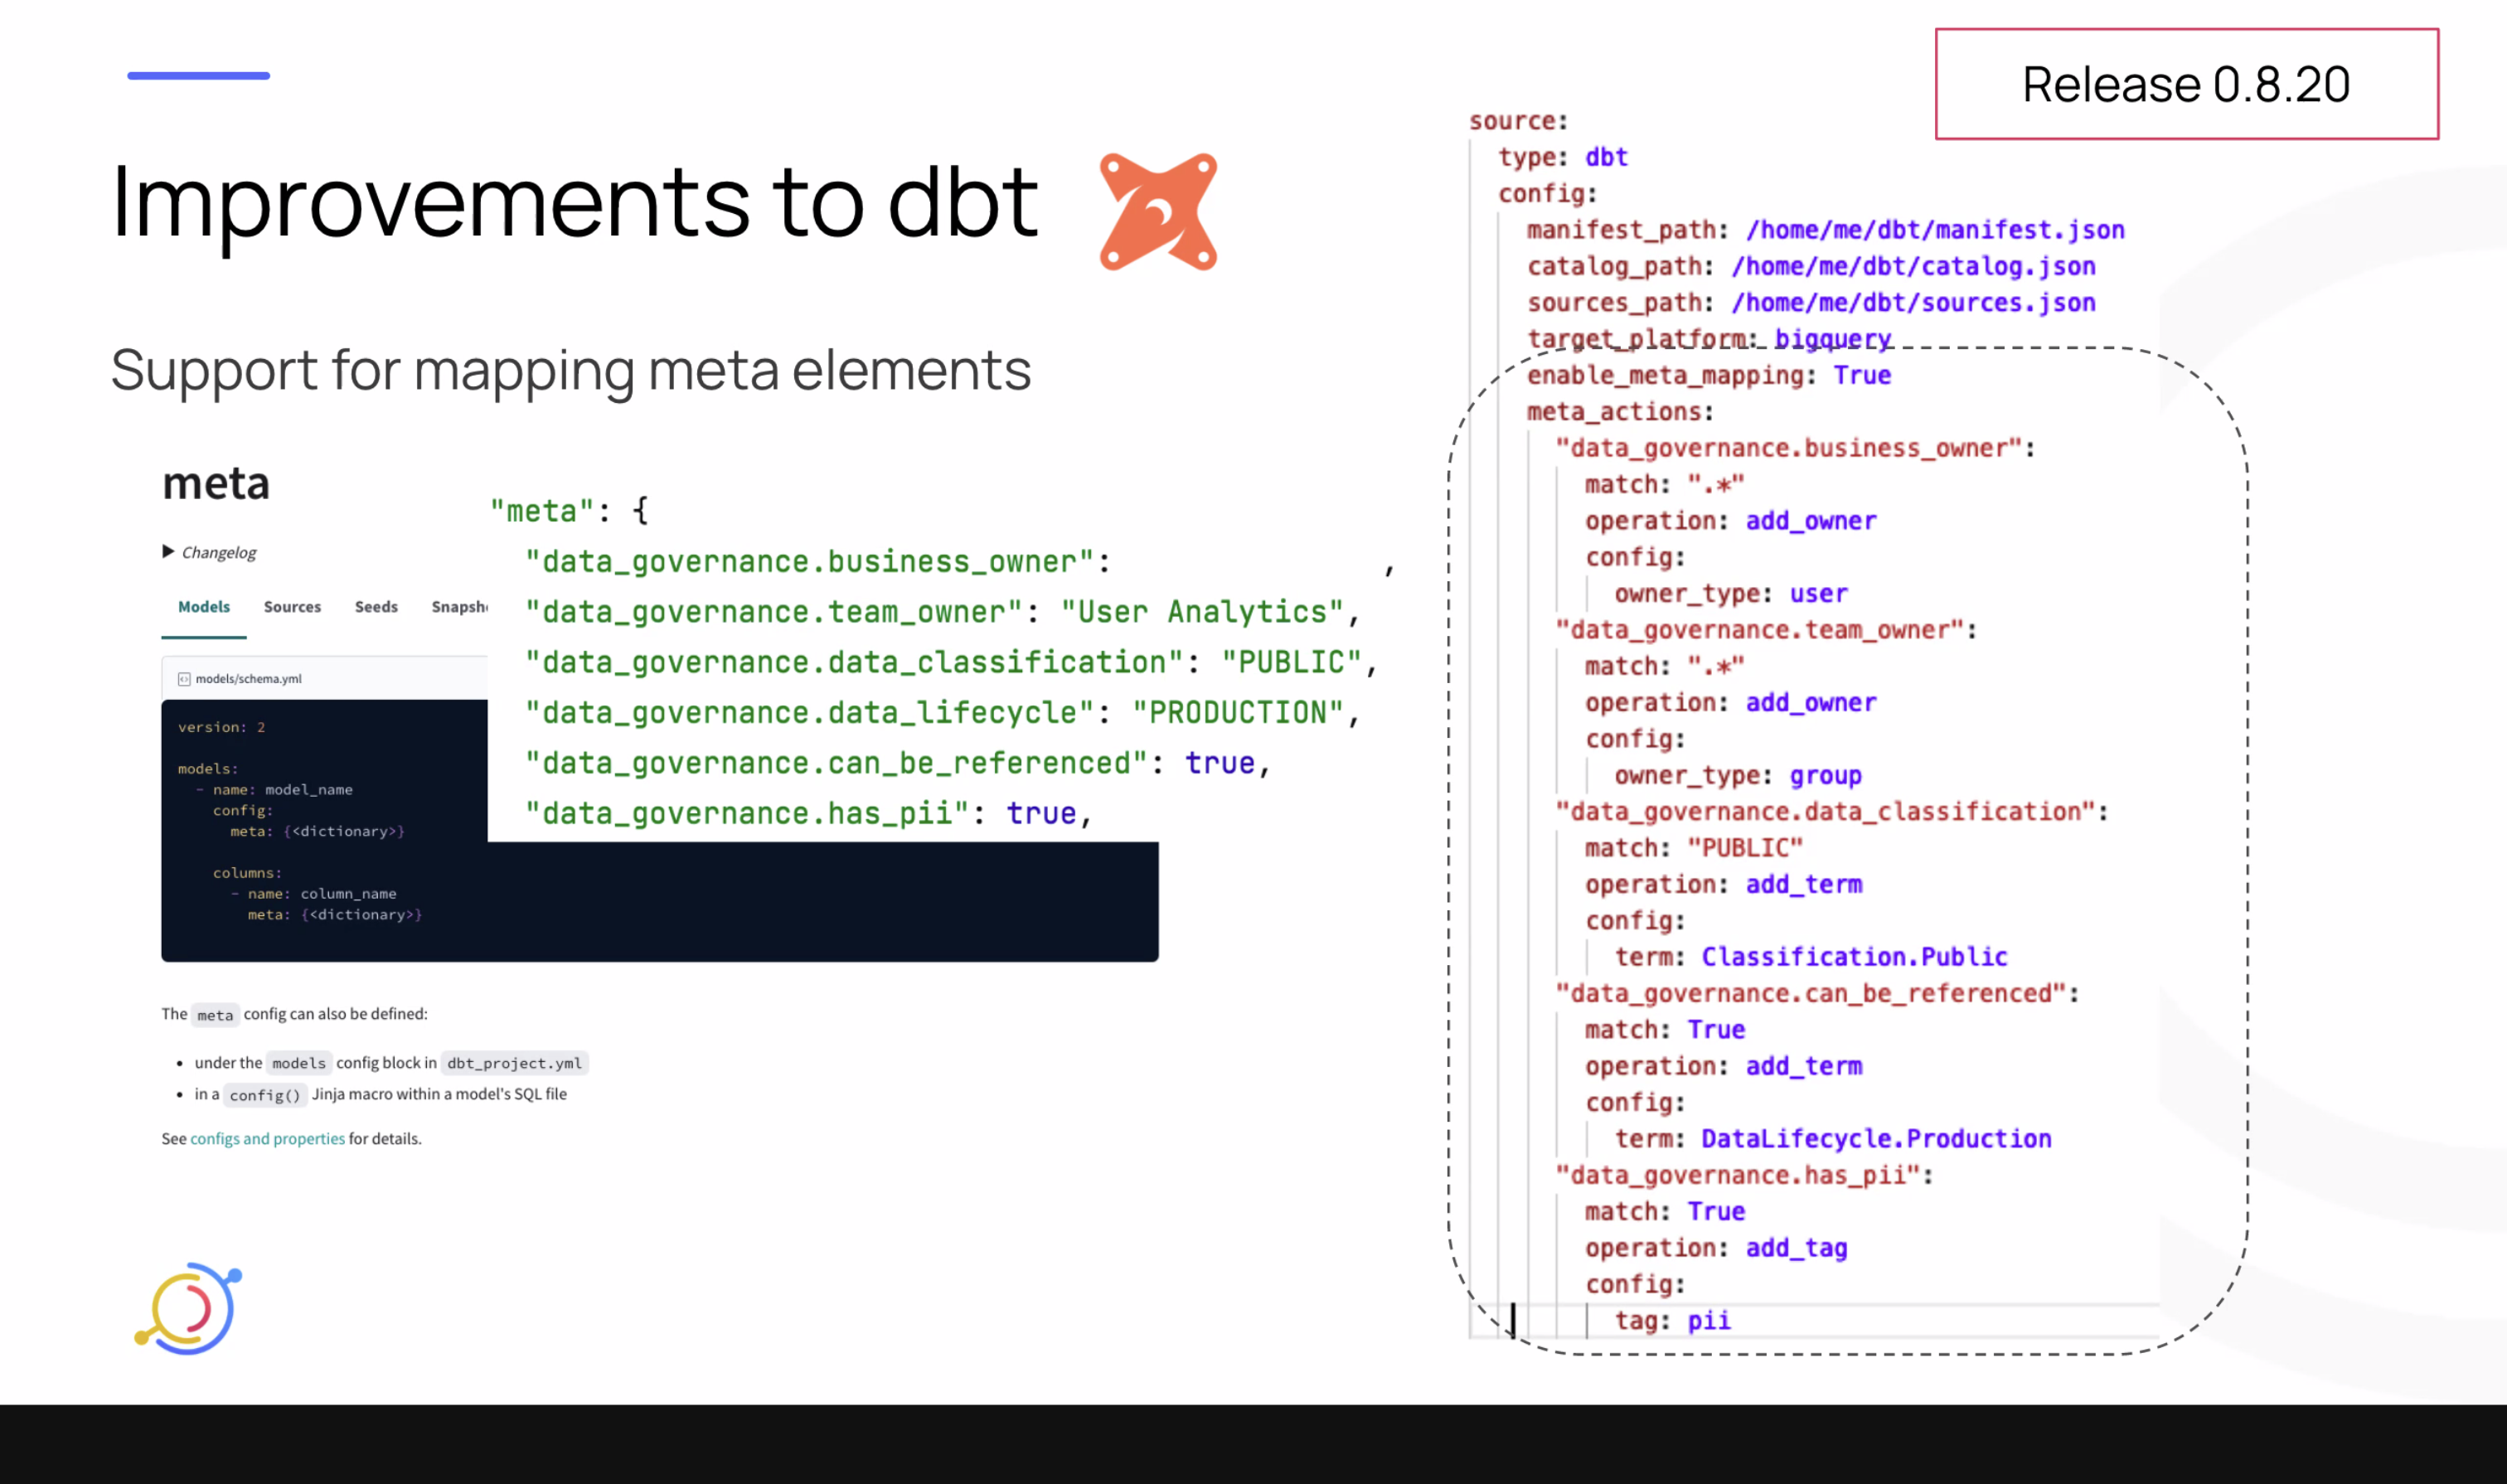 Release 0.8.20
Improvements to dbt
Support for mapping meta elements
meta
Changelog
Models Sources Seeds
models/schema.yml
version: 2
models:
- name: model_name
config:
meta: {<dictionary>}
columns:
- name: column_name
meta: {<dictionary>}
"meta": {
"data_governance.business_owner": ,
"data_governance.team_owner": "User Analytics",
"data_governance.data_classification": "PUBLIC",
"data_governance.data_lifecycle": "PRODUCTION",
"data_governance.can_be_referenced": true,
"data_governance.has_pii": true,
The meta config can also be defined:
• under the models config block in dbt_project.yml
• in a config() Jinja macro within a model's SQL file
See configs and properties for details.
source:
type: dbt
config:
manifest_path: /home/me/dbt/manifest.json
catalog_path: /home/me/dbt/catalog.json
sources_path: /home/me/dbt/sources.json
target_platform: bigquery
enable_meta_mapping: True
meta_actions:
"data_governance.business_owner":
match: ".*"
operation: add_owner
config:
owner_type: user
"data_governance.team_owner":
match: ".*"
operation: add_owner
config:
owner_type: group
"data_governance.data_classification":
match: "PUBLIC"
operation: add_term
config:
term: Classification.Public
"data_governance.can_be_referenced":
match: True
operation: add_term
config:
term: DataLifecycle.Production
"data_governance.has_pii":
match: True
operation: add_tag
config:
tag: pii